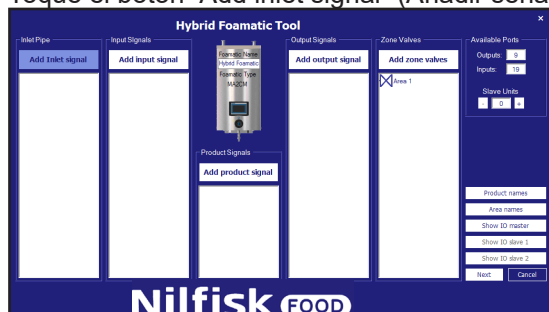 Toque el botón "Add inlet signal" (Añadir señal
Hybrid Foamatic Tool
×
Inlet Pipe
Add Inlet signal
Input Signals
Add input signal
Foamatic Name
Hybrid Foamatic
Foamatic Type
MA2CM
Product Signals
Add product signal
Output Signals
Add output signal
Zone Valves
Add zone valves
Area 1
Available Ports
Outputs: 9
Inputs: 19
Slave Units
- 0 +
Product names
Area names
Show IO master
Show IO slave 1
Show IO slave 2
Next Cancel
Nilfisk FOOD